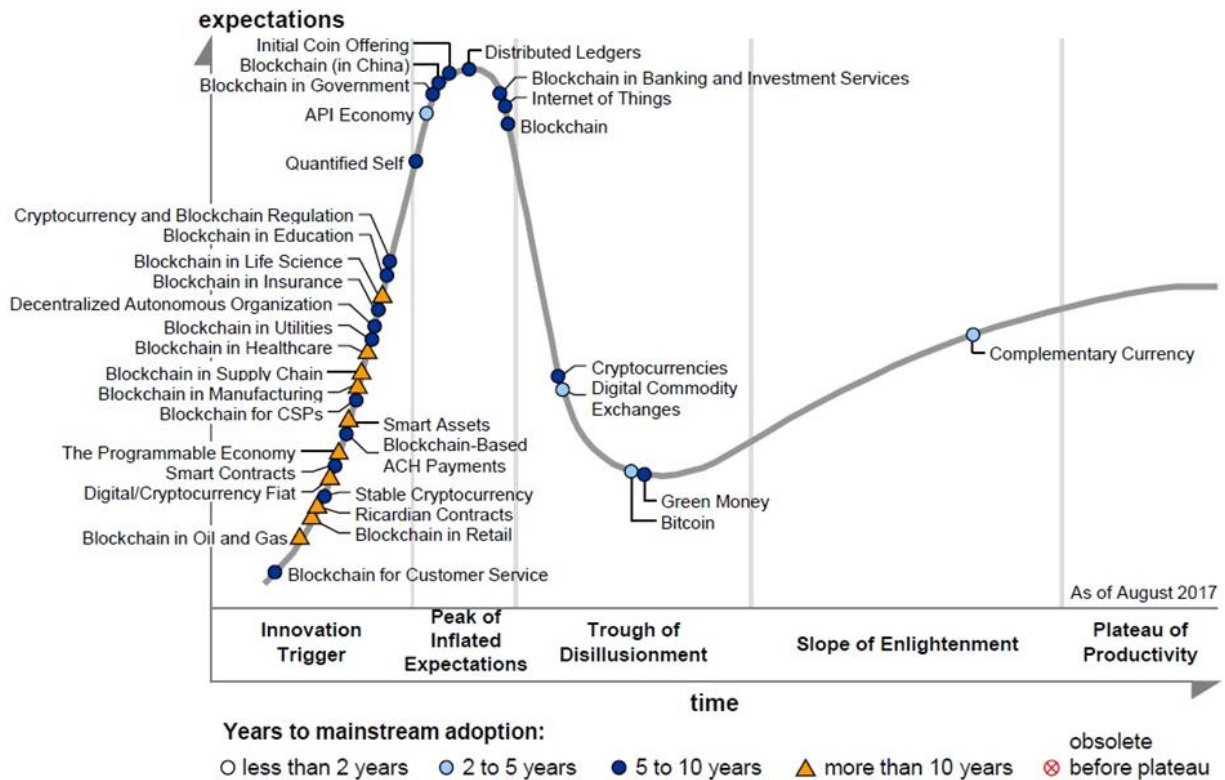 expectations
Initial Coin Offering
Blockchain (in China)
Blockchain in Government
API Economy
Quantified Self
Distributed Ledgers
Blockchain in Banking and Investment Services
Internet of Things
Blockchain
Cryptocurrency and Blockchain Regulation
Blockchain in Education
Blockchain in Life Science
Blockchain in Insurance
Decentralized Autonomous Organization
Blockchain in Utilities
Blockchain in Healthcare
Blockchain in Supply Chain
Blockchain in Manufacturing
Blockchain for CSPs
The Programmable Economy
Smart Contracts
Digital/Cryptocurrency Fiat
Blockchain in Oil and Gas
Smart Assets
Blockchain-Based
ACH Payments
Stable Cryptocurrency
Ricardian Contracts
Blockchain in Retail
Blockchain for Customer Service
Cryptocurrencies
Digital Commodity
Exchanges
Green Money
Bitcoin
Complementary Currency
As of August 2017
Innovation
Trigger
Peak of
Inflated
Expectations
Trough of
Disillusionment
Slope of Enlightenment
Plateau of
Productivity
time
Years to mainstream adoption:
less than 2 years
2 to 5 years
5 to 10 years
more than 10 years
obsolete
before plateau